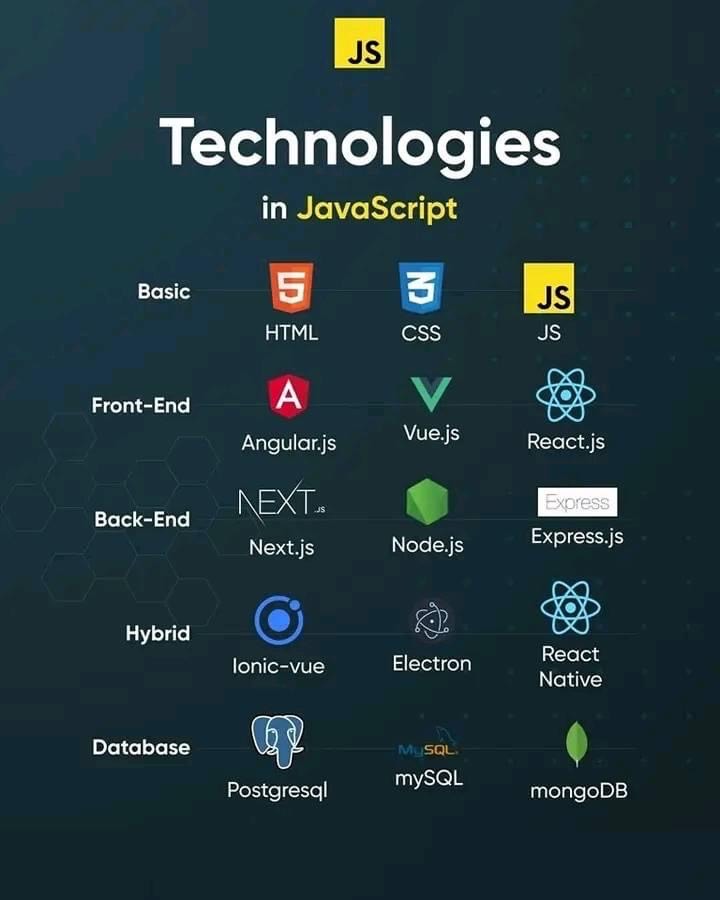 JS
Technologies
in JavaScript
Basic
5
3
JS
HTML
CSS
JS
Front-End
A
Angular.js
Vue.js
React.js
Back-End
NEXT.JS
Express
Next.js
Node.js
Express.js
Hybrid
Ionic-vue
Electron
React
Native
Database
MySQL
Postgresql
mySQL
mongoDB